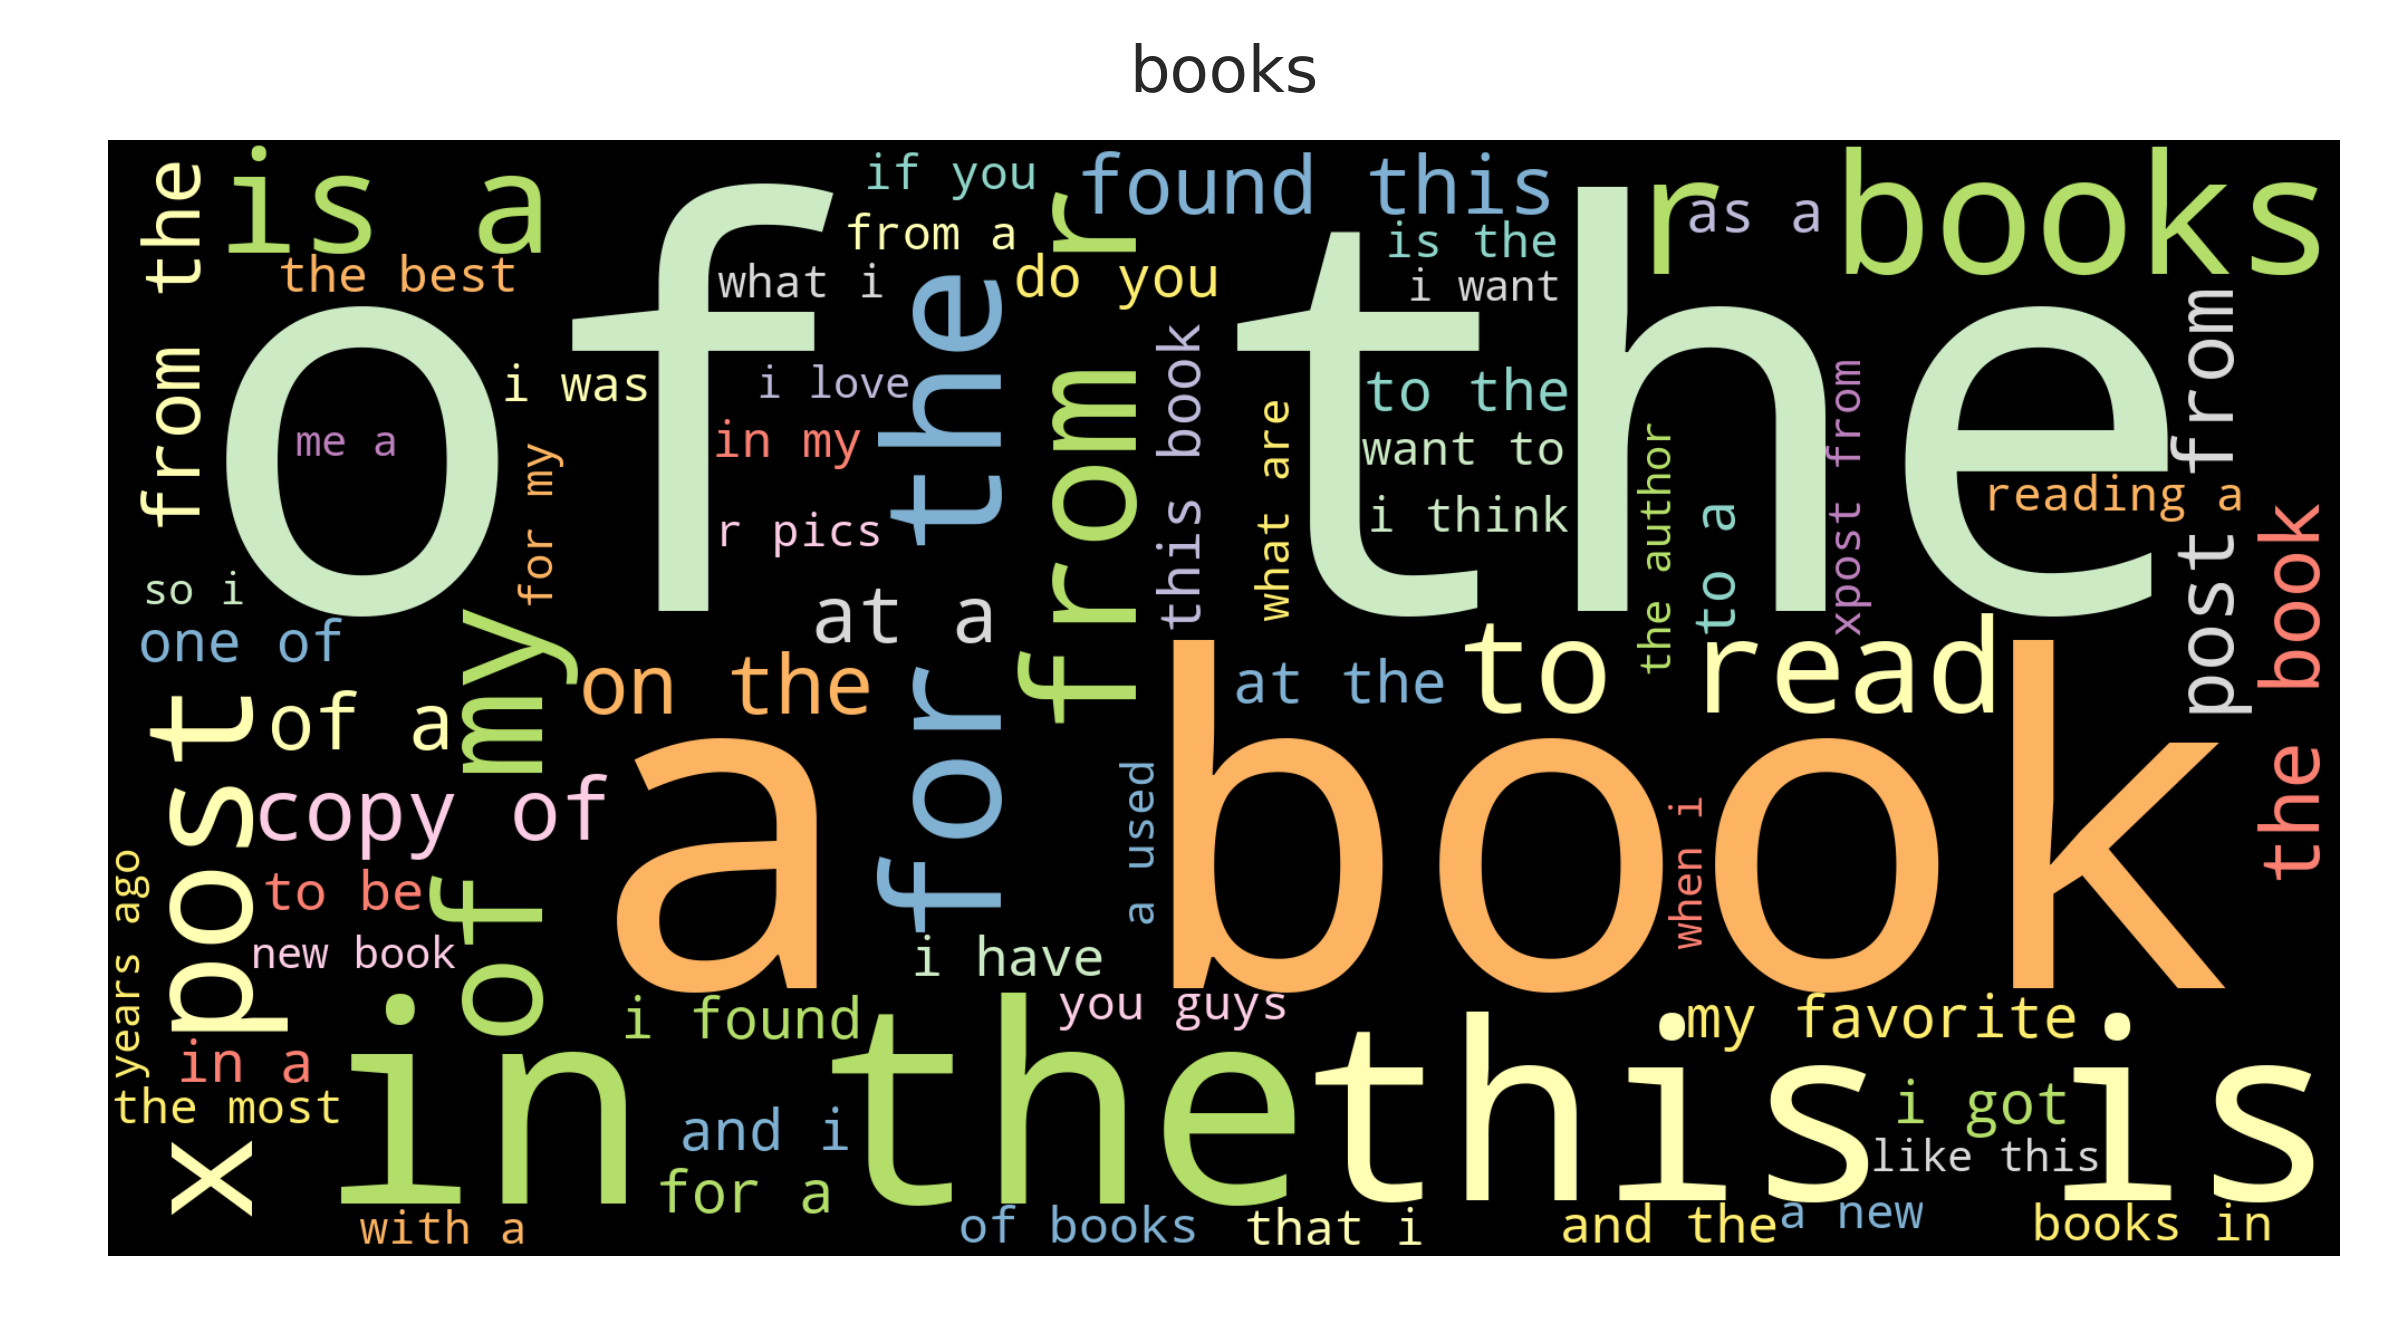 books
from the
is a
if you
found this
r books
as a
from a
is the
the best
what i
do you
i want
of the
for the
from r
this book
post from
i was
i love
to the
xpost from
me a
in my
want to
what are
the author
for my
r pics
i think
to a
reading a
the book
so i
at a
one of
of my
on the
at the
to read
x post
of a
copy of
a book
a used
when i
to be
years ago
new book
i have
in the
i found
you guys
this is
my favorite
in a
the most
and i
i got
like this
for a
with a
of books
that i
and the
a new
books in